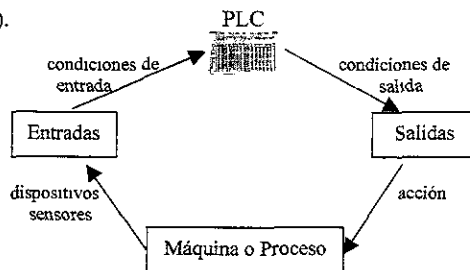 ).
PLC
condiciones de
entrada
condiciones de
salida
Entradas
Salidas
dispositivos
sensores
acción
Máquina o Proceso